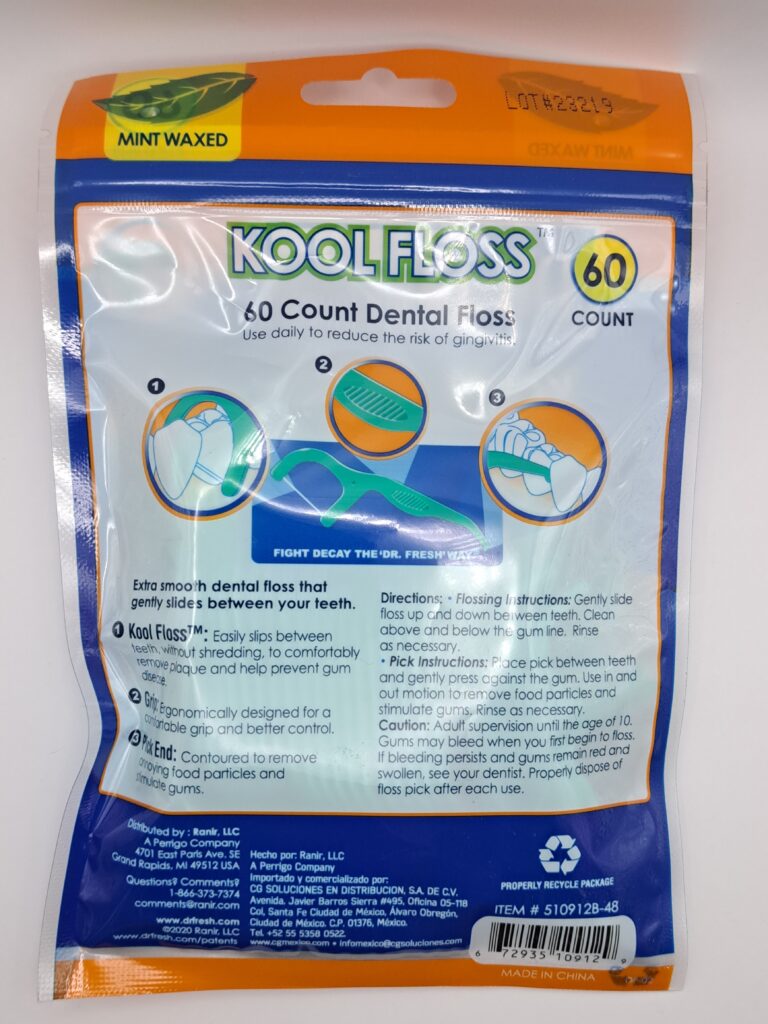 MINT WAXED
LOT#23219
MINT WAXED
KOOL FLOSS™
60
COUNT
60 Count Dental Floss
Use daily to reduce the risk of gingivitis.
1
2
3
FIGHT DECAY THE 'DR. FRESH' WAY
Extra smooth dental floss that
gently slides between your teeth.
1 Kool Floss™: Easily slips between
teeth, without shredding, to comfortably
remove plaque and help prevent gum
disease.
2 Grip: Ergonomically designed for a
comfortable grip and better control.
3 Pick End: Contoured to remove
annoying food particles and
stimulate gums.
Directions: • Flossing Instructions: Gently slide
floss up and down between teeth. Clean
above and below the gum line. Rinse
as necessary.
• Pick Instructions: Place pick between teeth
and gently press against the gum. Use in and
out motion to remove food particles and
stimulate gums. Rinse as necessary.
Caution: Adult supervision until the age of 10.
Gums may bleed when you first begin to floss.
If bleeding persists and gums remain red and
swollen, see your dentist. Properly dispose of
floss pick after each use.
Distributed by : Ranir, LLC
A Perrigo Company
4701 East Paris Ave. SE
Grand Rapids, MI 49512 USA
Questions? Comments?
1-866-373-7374
comments@ranir.com
www.drfresh.com
©2020 Ranir, LLC
www.drfresh.com/patents
Hecho por: Ranir, LLC
A Perrigo Company
Importado y comercializado por:
CG SOLUCIONES EN DISTRIBUCION, S.A. DE C.V.
Avenida. Javier Barros Sierra #495, Oficina 05-118
Col. Santa Fe Ciudad de México, Álvaro Obregón,
Ciudad de México. C.P. 01376, México.
Tel. +52 55 5358 0522.
www.cgmexico.com • infomexico@cgsoluciones.com
PROPERLY RECYCLE PACKAGE
ITEM # 510912B-48
6 72935 10912 9
MADE IN CHINA